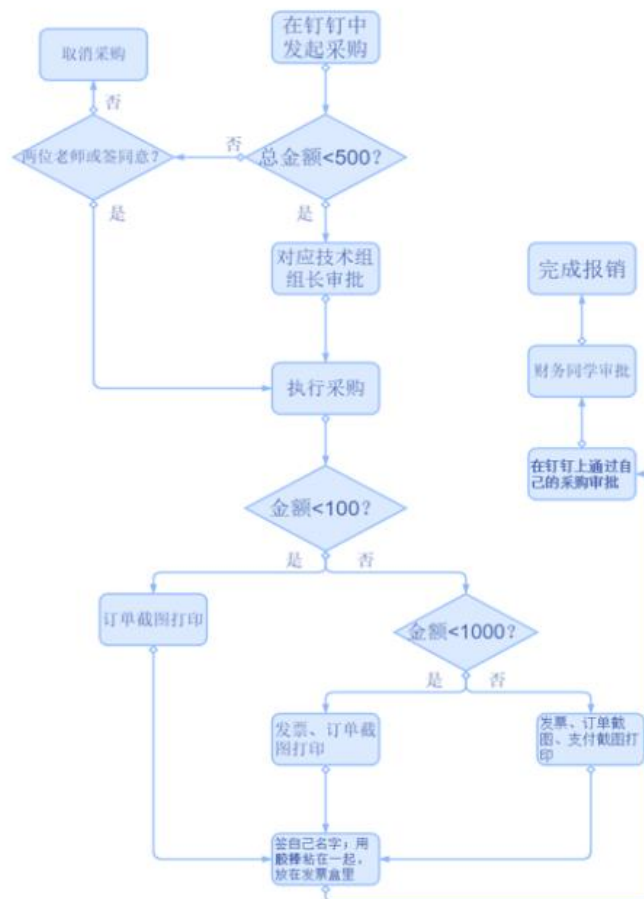 在钉钉中
发起采购
取消采购
否
两位老师或签同意?
否
总金额<500?
是
是
对应技术组
组长审批
完成报销
执行采购
财务同学审批
在钉钉上通过自
己的采购审批
金额<100?
是
否
订单截图打印
金额<1000?
是
否
发票、订单截
图打印
发票、订单截
图、支付截图打
印
签自己名字；用
胶棒粘在一起，
放在发票盒里